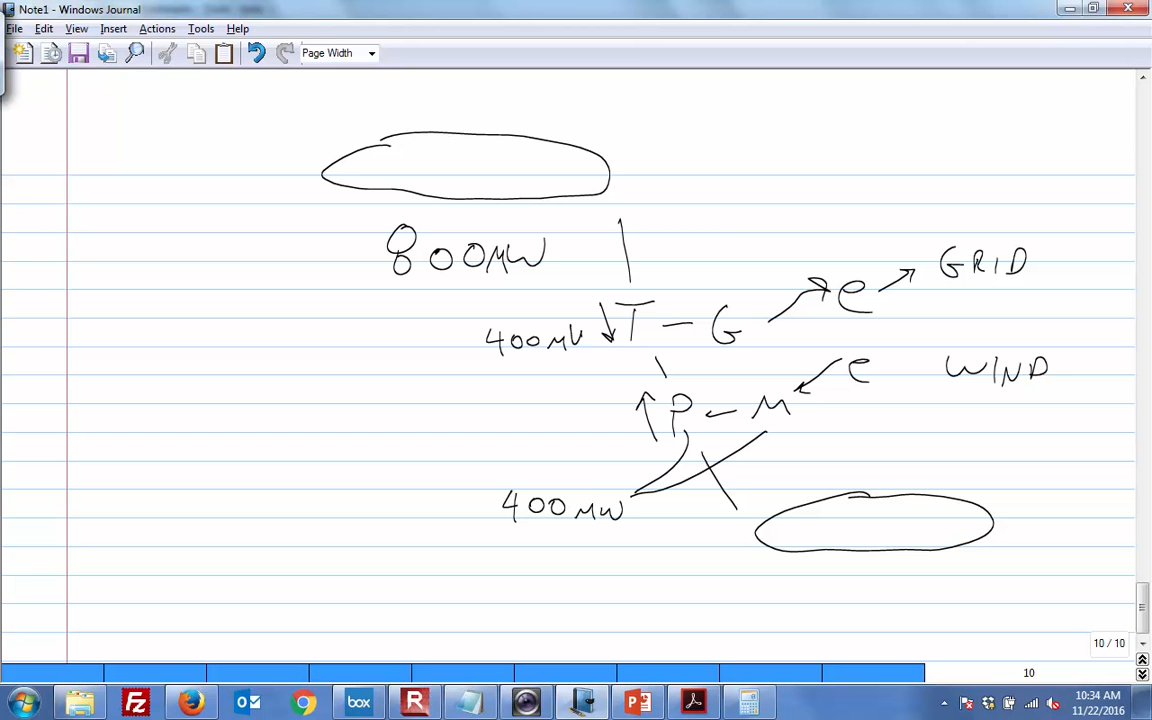 Note1 - Windows Journal
File Edit View Insert Actions Tools Help
Page Width
800MW
GRID
e
400MW T - G
e WIND
P M
400MW
10 / 10
10
10:34 AM
11/22/2016